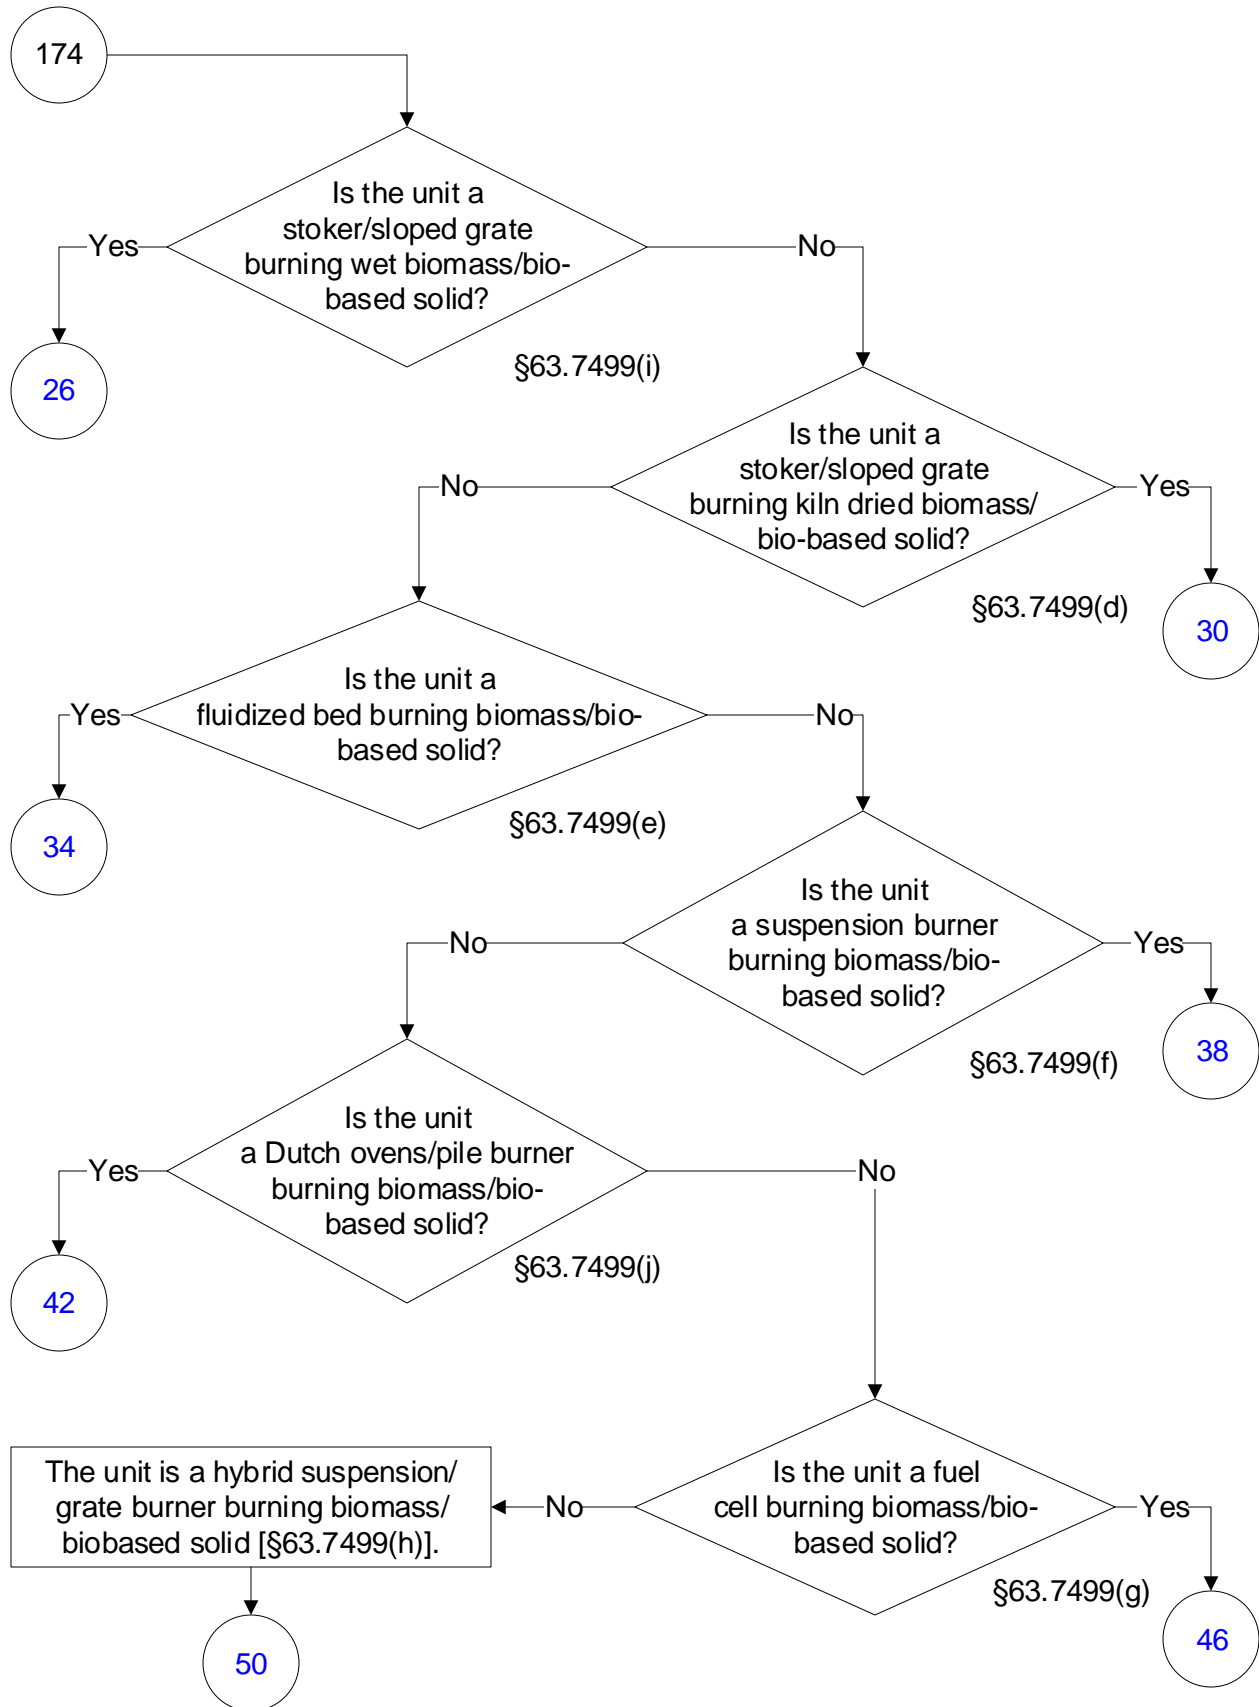 174
Is the unit a
stoker/sloped grate
burning wet biomass/bio-
based solid?
Yes
No
§63.7499(i)
26
Is the unit a
stoker/sloped grate
burning kiln dried biomass/
bio-based solid?
No
Yes
§63.7499(d)
30
Is the unit a
fluidized bed burning biomass/bio-
based solid?
Yes
No
§63.7499(e)
34
Is the unit
a suspension burner
burning biomass/bio-
based solid?
No
Yes
§63.7499(f)
38
Is the unit
a Dutch ovens/pile burner
burning biomass/bio-
based solid?
Yes
No
§63.7499(j)
42
Is the unit a fuel
cell burning biomass/bio-
based solid?
No
Yes
§63.7499(g)
46
The unit is a hybrid suspension/
grate burner burning biomass/
biobased solid [§63.7499(h)].
50